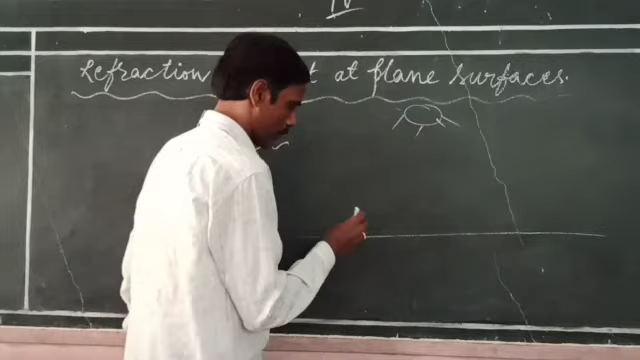 IV
Refraction t at plane Surfaces.